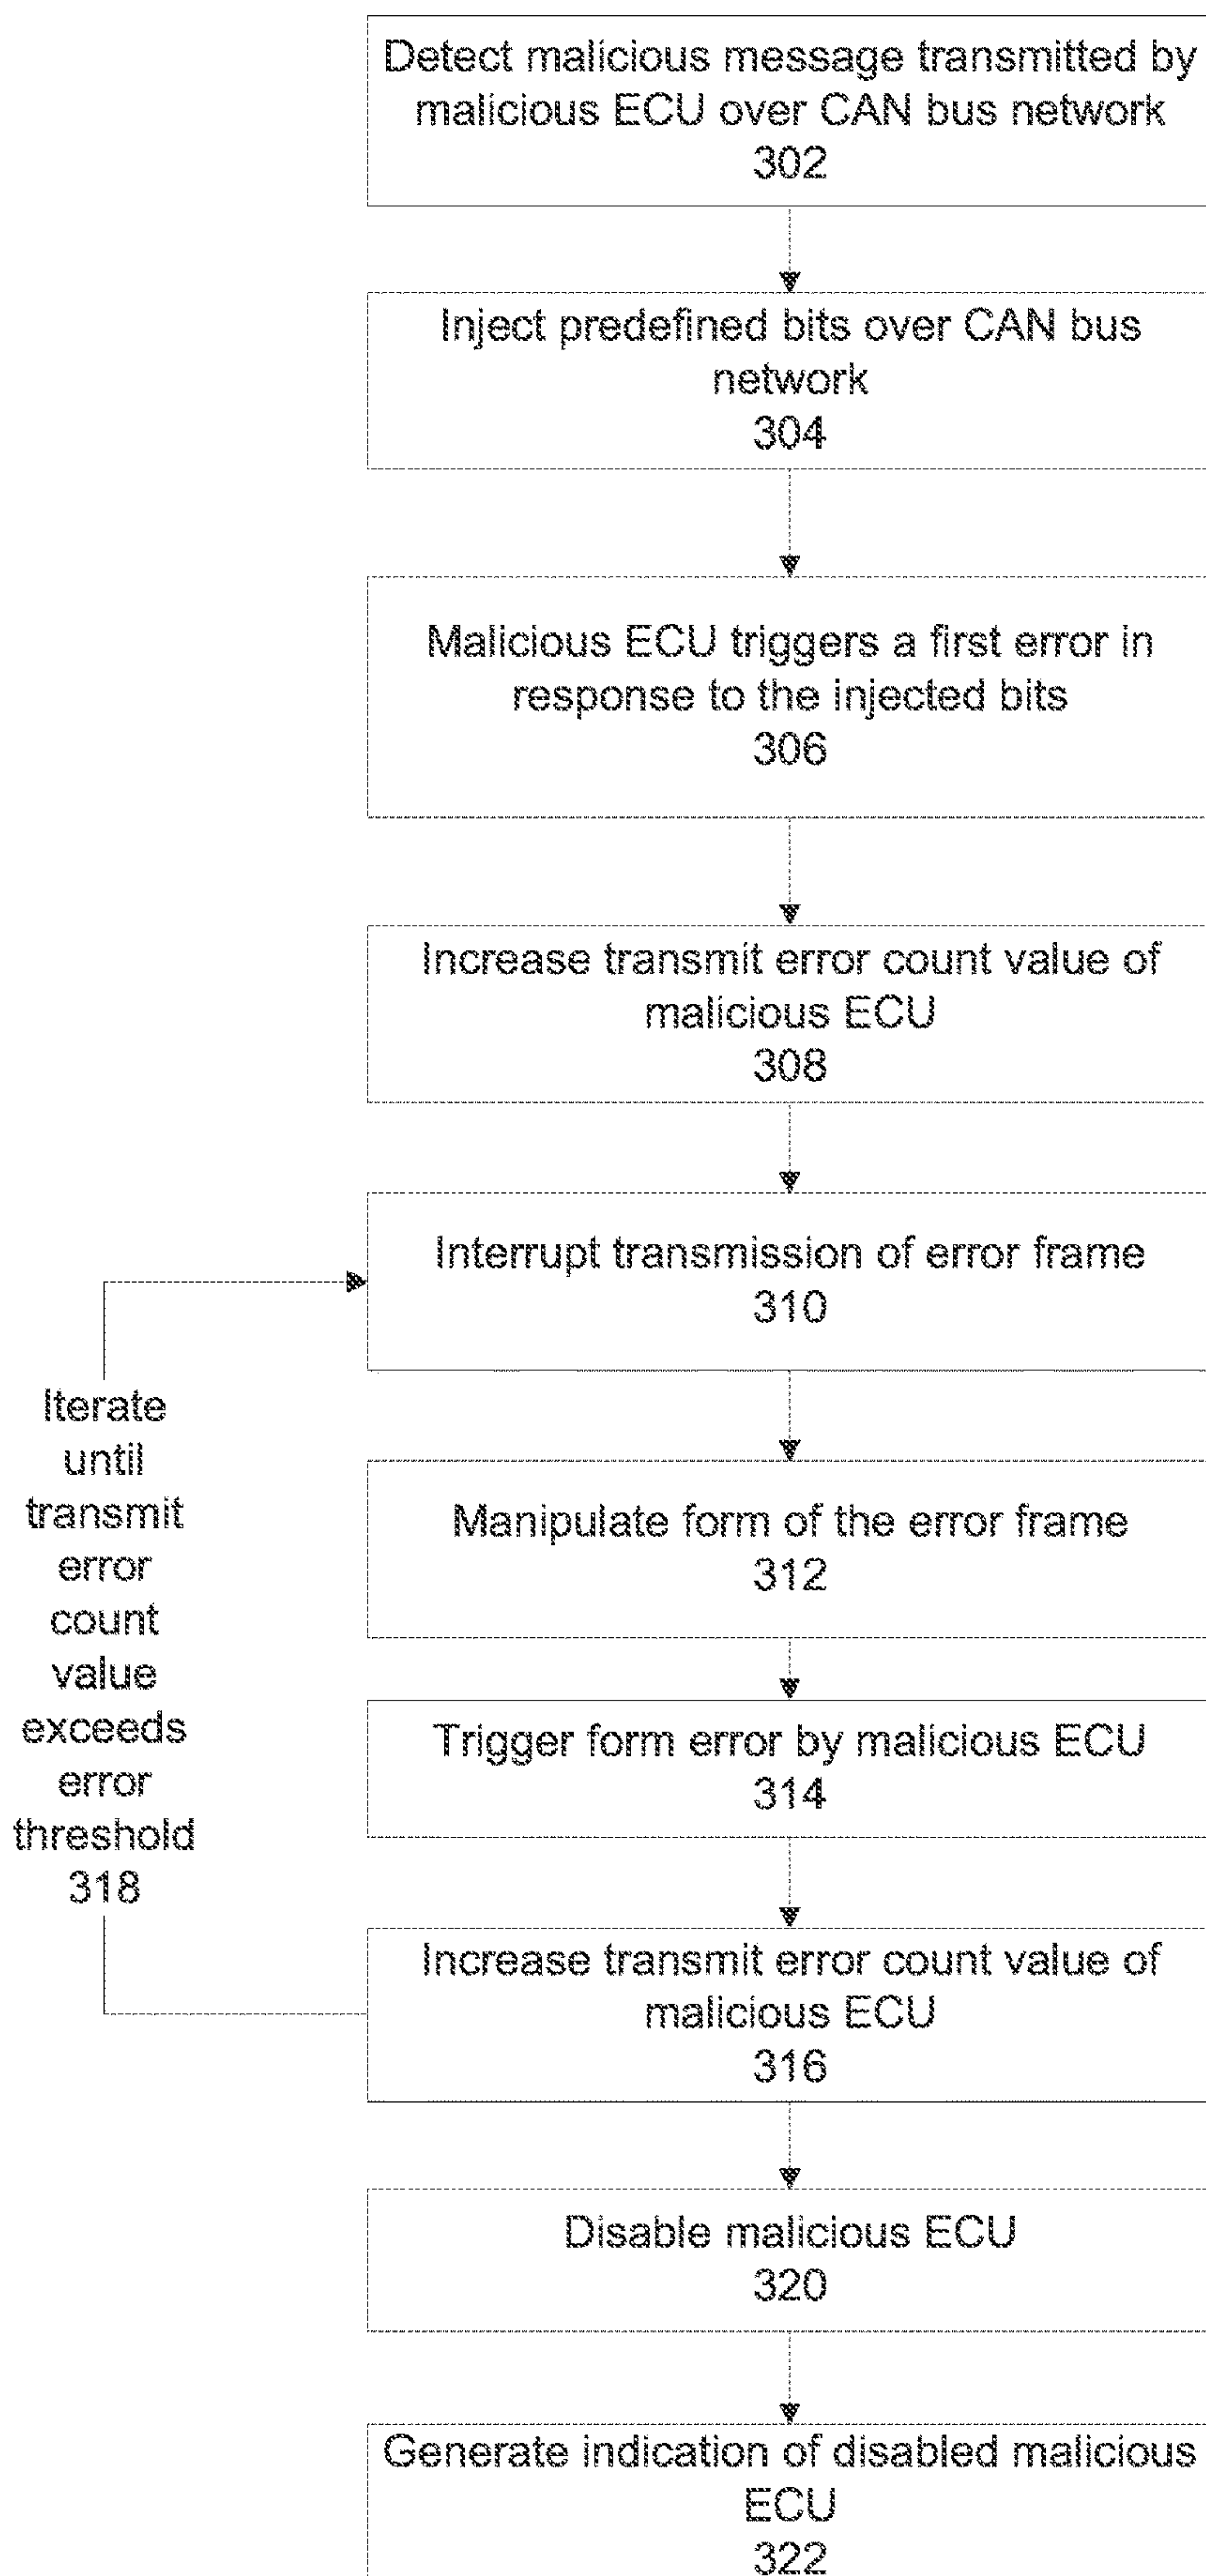 Detect malicious message transmitted by
malicious ECU over CAN bus network
302
Inject predefined bits over CAN bus
network
304
Malicious ECU triggers a first error in
response to the injected bits
306
Increase transmit error count value of
malicious ECU
308
Interrupt transmission of error frame
310
Manipulate form of the error frame
312
Trigger form error by malicious ECU
314
Increase transmit error count value of
malicious ECU
316
Iterate
until
transmit
error
count
value
exceeds
error
threshold
318
Disable malicious ECU
320
Generate indication of disabled malicious
ECU
322